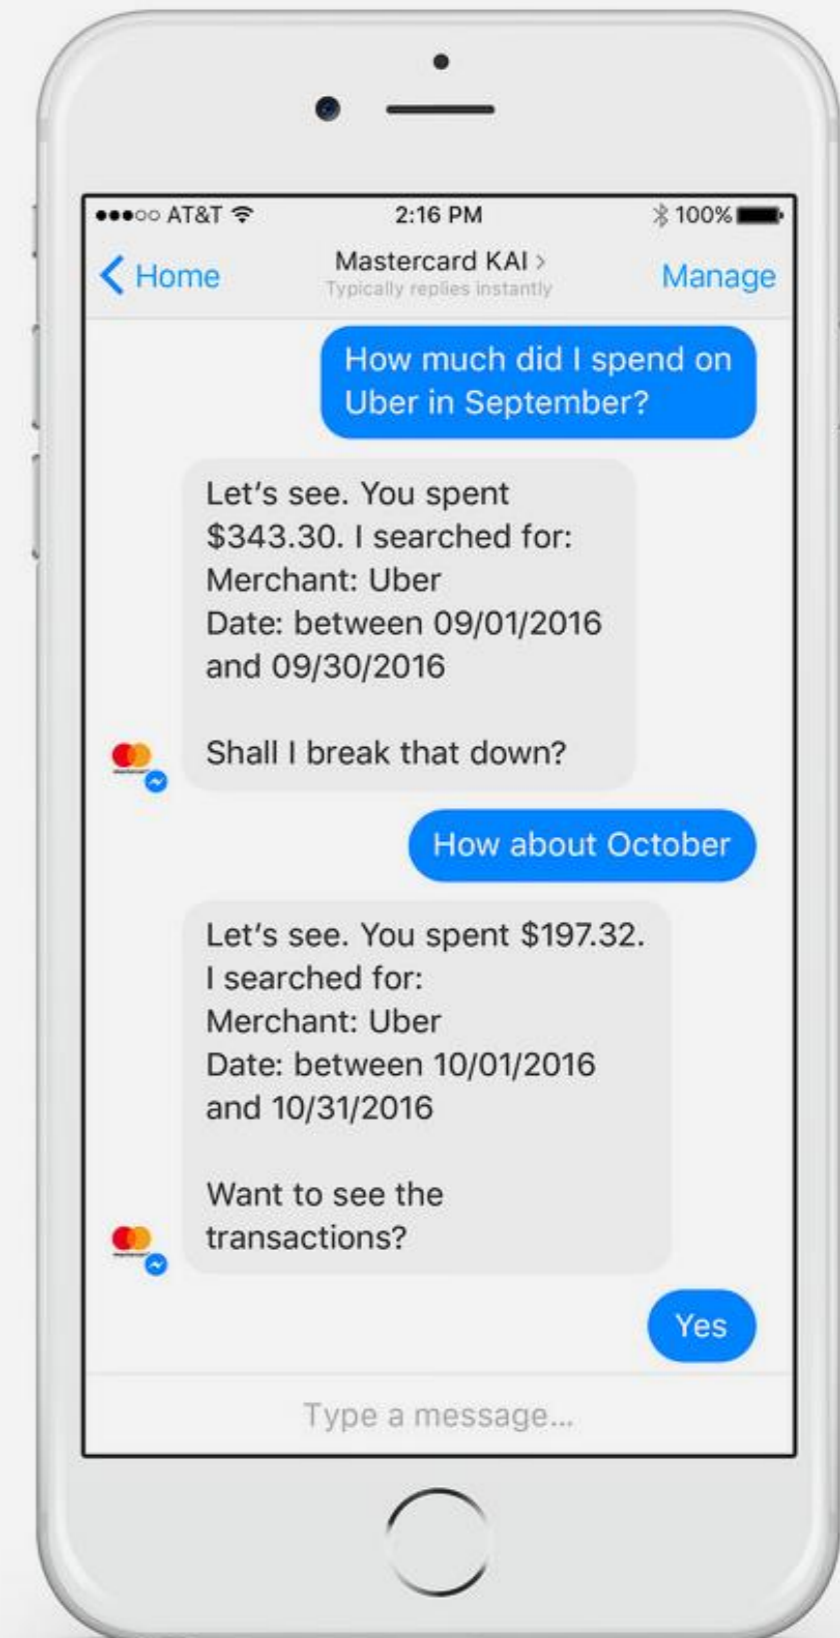 AT&T 2:16 PM 100%
Home Mastercard KAI > Manage
Typically replies instantly
How much did I spend on
Uber in September?
Let's see. You spent
$343.30. I searched for:
Merchant: Uber
Date: between 09/01/2016
and 09/30/2016
Shall I break that down?
How about October
Let's see. You spent $197.32.
I searched for:
Merchant: Uber
Date: between 10/01/2016
and 10/31/2016
Want to see the
transactions?
Yes
Type a message...